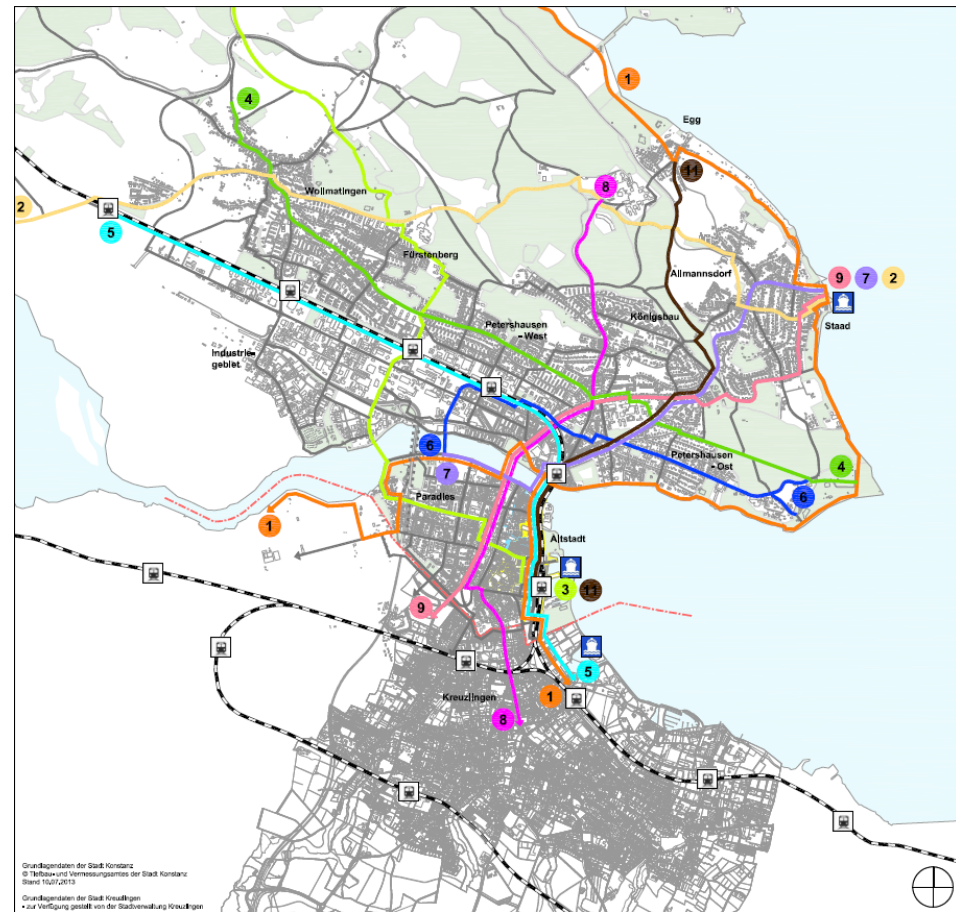 1
4
Egg
11
8
Wollmatingen
2
5
Fürstenberg
Allmannsdorf
9 7 2
Staad
Königsbau
Petershausen
-West
Industrie-
gebiet
6
7
Petershausen
-Ost
4
6
Paradies
1
Altstadt
3 11
9
5
1
Kreuzlingen
8
Grundlagendaten der Stadt Konstanz
© Tiefbau- und Vermessungsamtes der Stadt Konstanz
Stand 10.07.2013
Grundlagendaten der Stadt Kreuzlingen
- zur Verfügung gestellt von der Stadtverwaltung Kreuzlingen